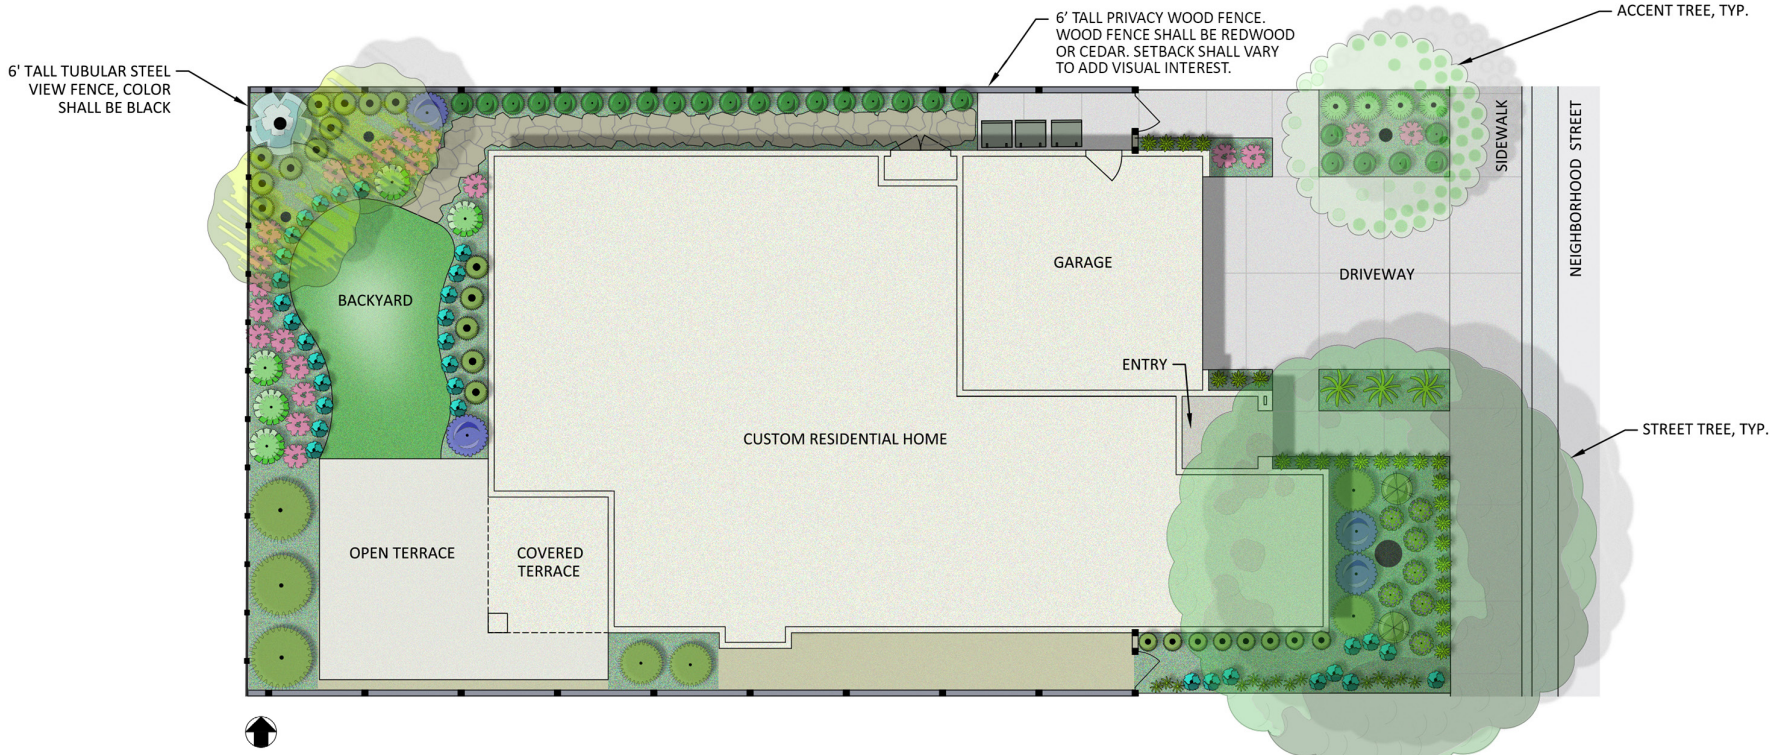 ACCENT TREE, TYP.
6' TALL PRIVACY WOOD FENCE.
WOOD FENCE SHALL BE REDWOOD
OR CEDAR. SETBACK SHALL VARY
TO ADD VISUAL INTEREST.
6' TALL TUBULAR STEEL
VIEW FENCE, COLOR
SHALL BE BLACK
SIDEWALK
NEIGHBORHOOD STREET
GARAGE
DRIVEWAY
BACKYARD
ENTRY
STREET TREE, TYP.
CUSTOM RESIDENTIAL HOME
OPEN TERRACE
COVERED
TERRACE